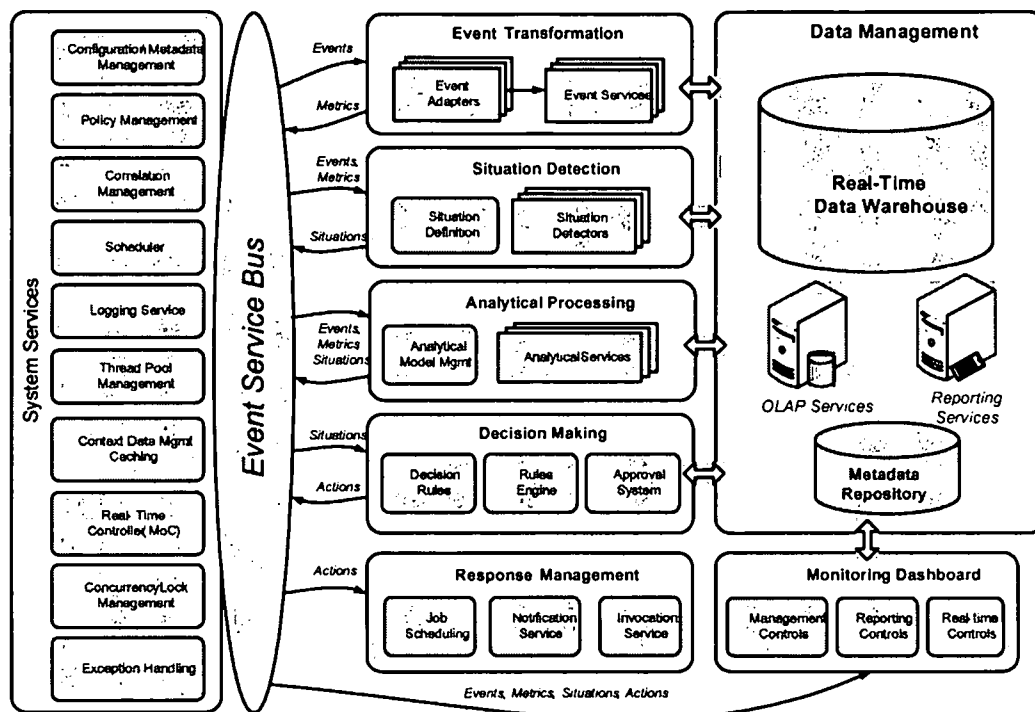 System Services
Configuration Metadata
Management
Policy Management
Correlation
Management
Scheduler
Logging Service
Thread Pool
Management
Context Data Mgmt
Caching
Real- Time
Controller(MoC)
ConcurrencyLock
Management
Exception Handling
Event Service Bus
Events
Metrics
Events,
Metrics
Situations
Events,
Metrics
Situations
Situations
Actions
Actions
Events, Metrics, Situations, Actions
Event Transformation
Event
Adapters
Event Services
Situation Detection
Situation
Definition
Situation
Detectors
Analytical Processing
Analytical
Model Mgmt
Analytical Services
Decision Making
Decision
Rules
Rules
Engine
Approval
System
Response Management
Job
Scheduling
Notification
Service
Invocation
Service
Data Management
Real-Time
Data Warehouse
OLAP Services
Reporting
Services
Metadata
Repository
Monitoring Dashboard
Management
Controls
Reporting
Controls
Real-time
Controls